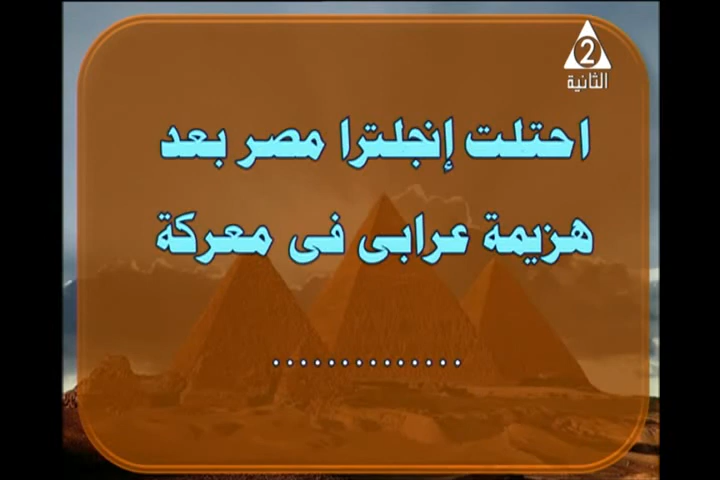 2
الثانية
احتلت إنجلترا مصر بعد
هزيمة عرابى فى معركة
..............